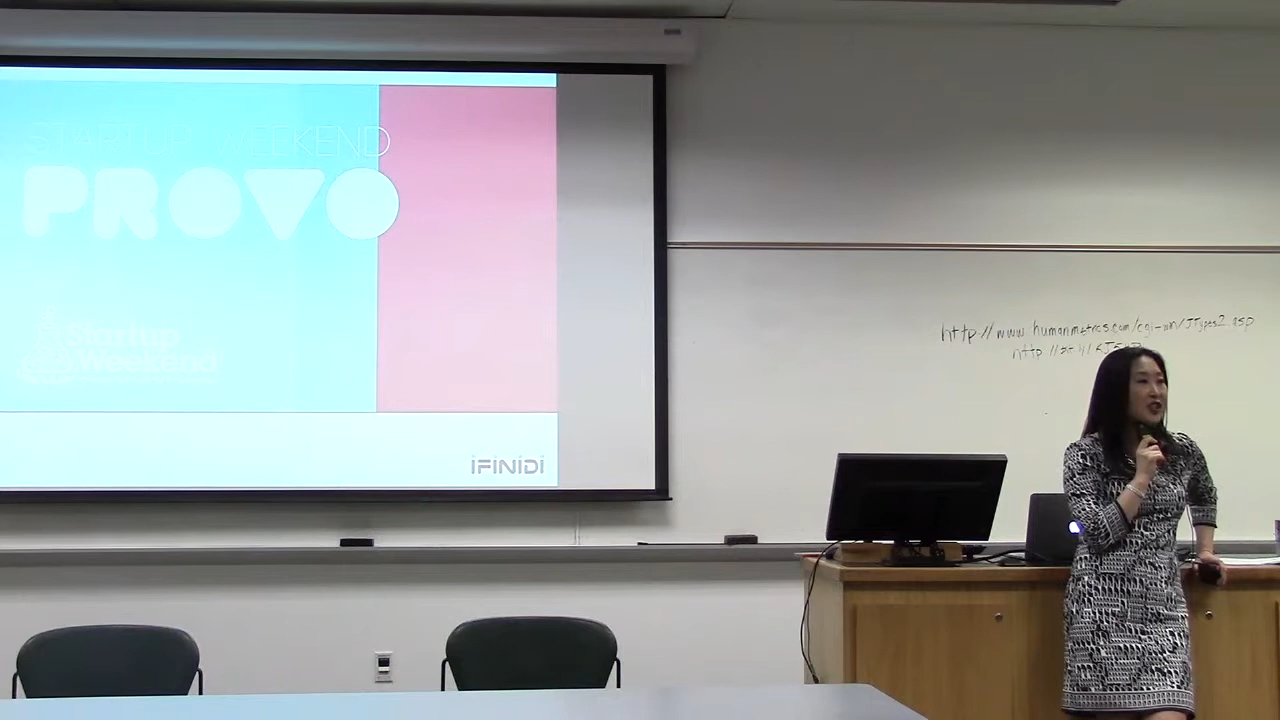 STARTUP WEEKEND
PROVO
Startup
Weekend
IFINIDI
http://www.humanmetrics.com/cgi-win/JTypes2.asp